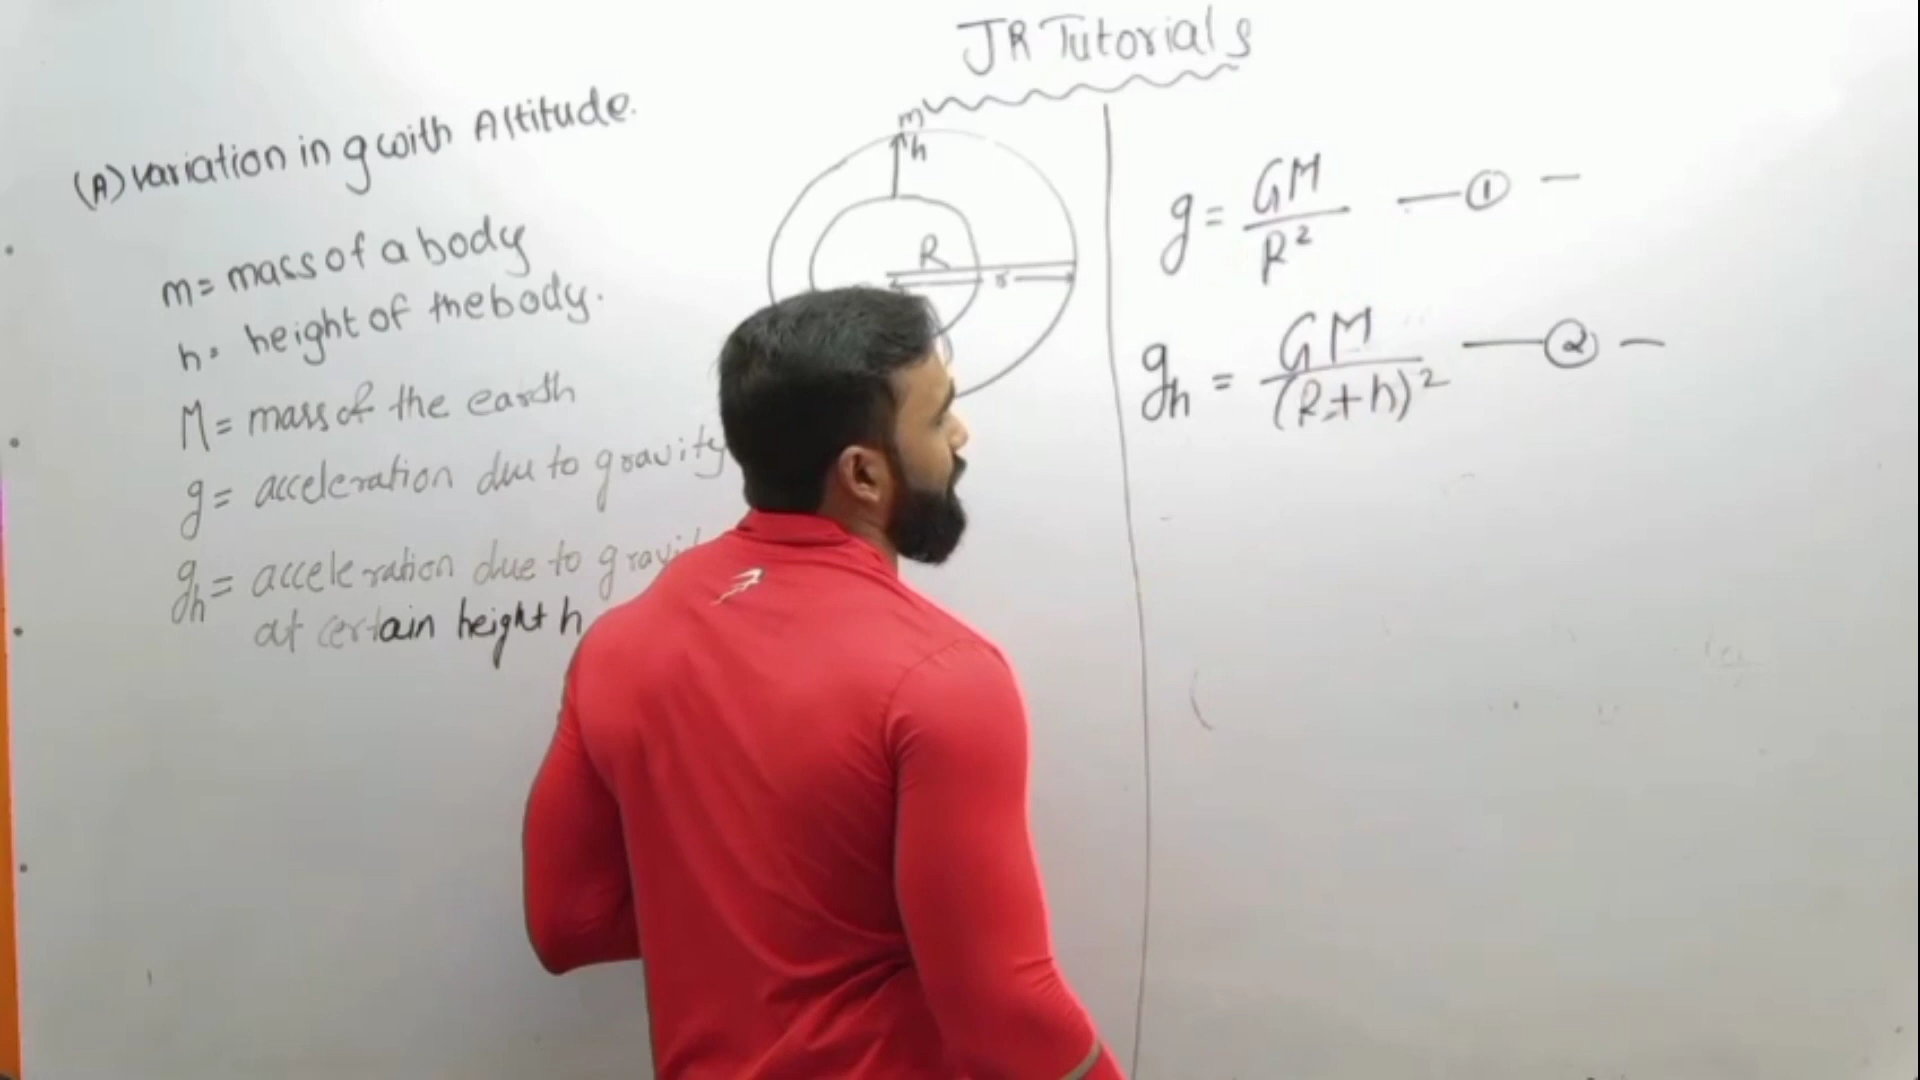 JR Tutorials
(A) variation in g with Altitude.
m = mass of a body
h = height of the body.
M = mass of the earth
g = acceleration due to gravity
gh = acceleration due to gravi
at certain height h
m
h
R
r
g = GM/R² — ① —
gh = GM/(R+h)² — ② —